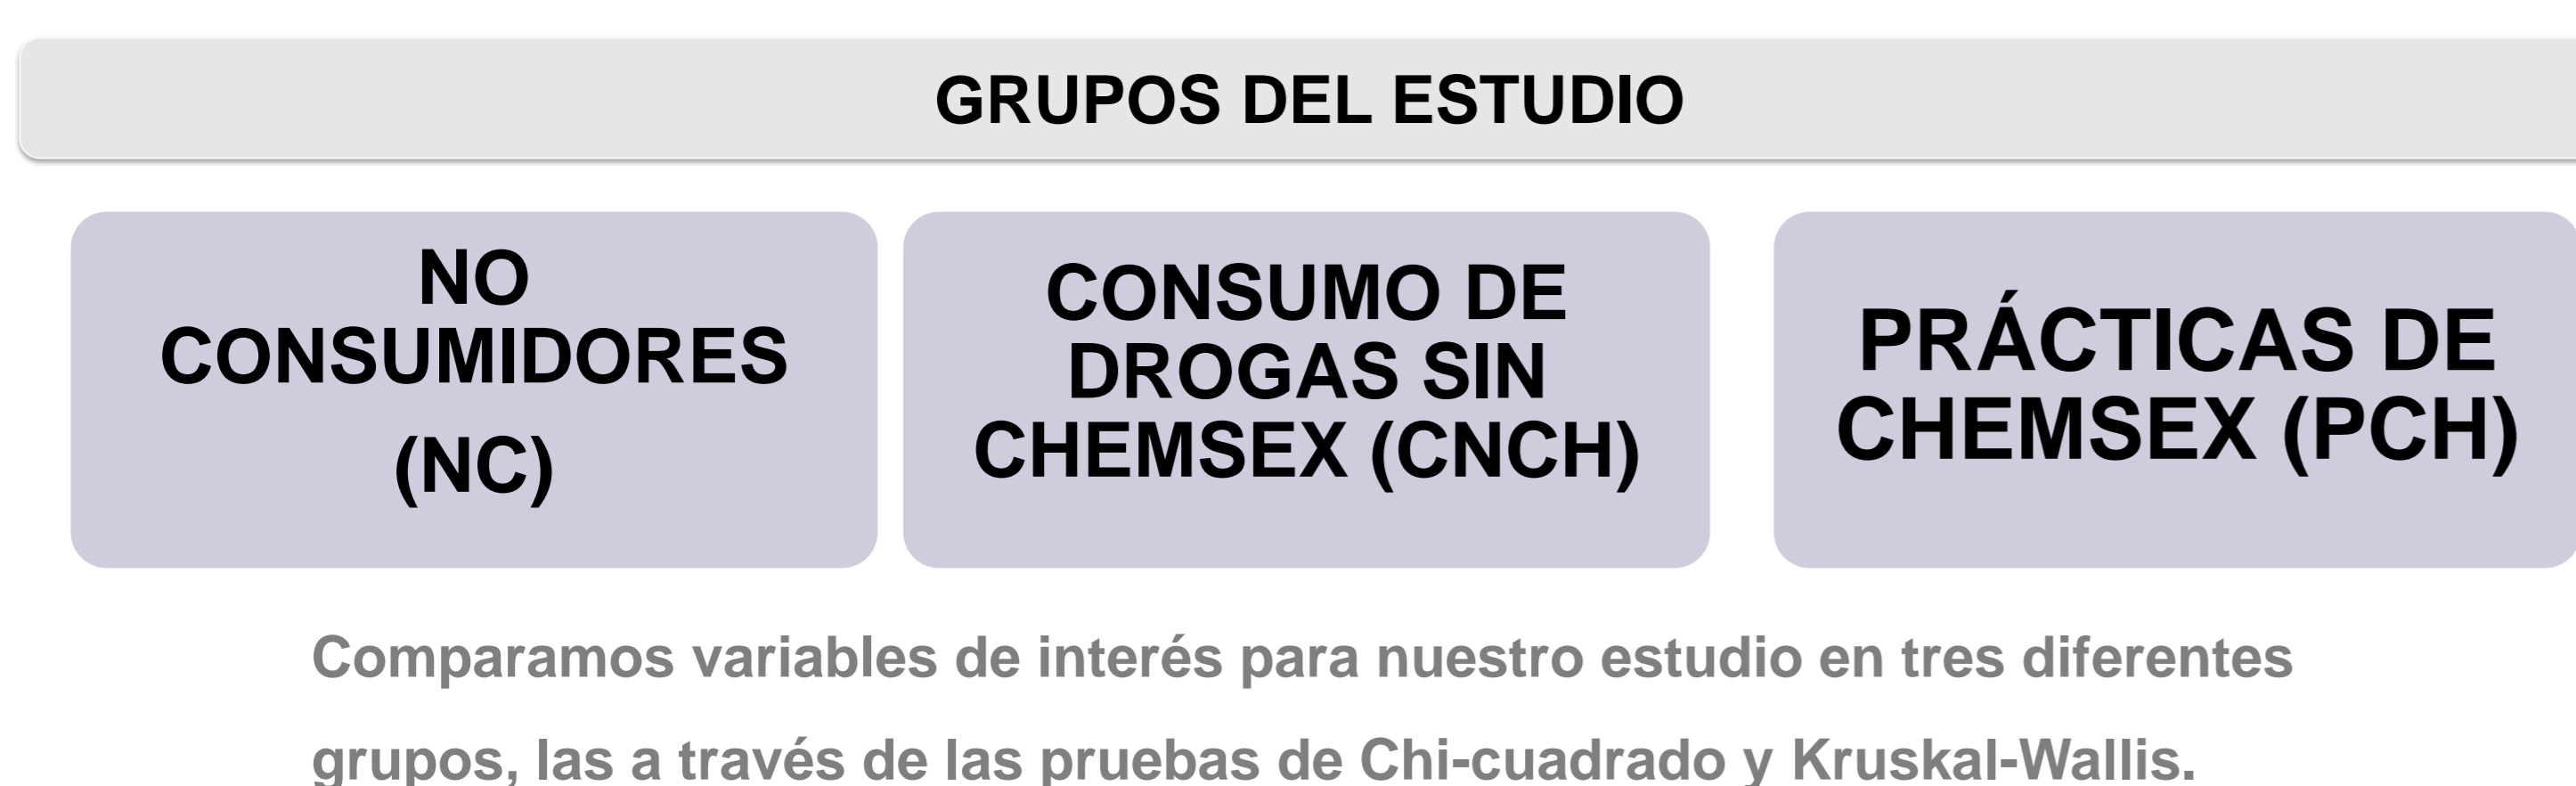 GRUPOS DEL ESTUDIO
NO
CONSUMIDORES
(NC)
CONSUMO DE
DROGAS SIN
CHEMSEX (CNCH)
PRÁCTICAS DE
CHEMSEX (PCH)
Comparamos variables de interés para nuestro estudio en tres diferentes
grupos, las a través de las pruebas de Chi-cuadrado y Kruskal-Wallis.